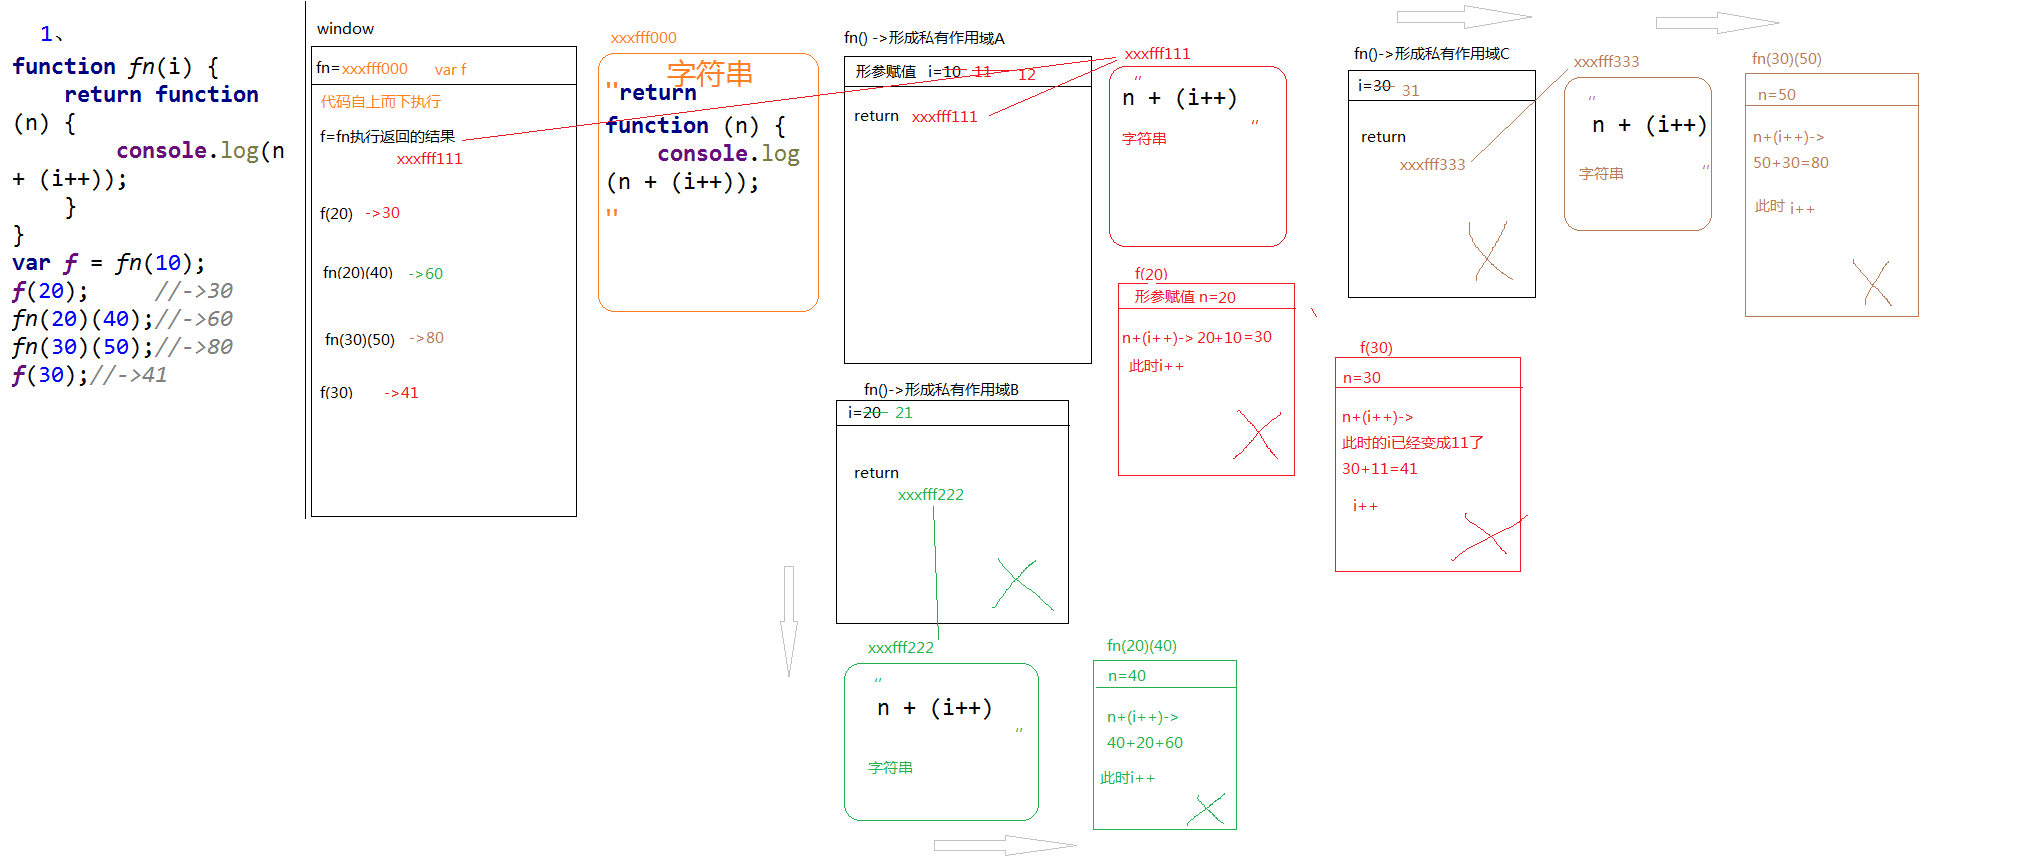 1、
function fn(i) {
return function
(n) {
console.log(n
+ (i++));
}
}
var f = fn(10);
f(20); //->30
fn(20)(40);//->60
fn(30)(50);//->80
f(30);//->41
window
fn=xxxfff000 var f
代码自上而下执行
f=fn执行返回的结果
xxxfff111
f(20) ->30
fn(20)(40) ->60
fn(30)(50) ->80
f(30) ->41
xxxfff000
字符串
"return
function (n) {
console.log
(n + (i++));
"
fn() ->形成私有作用域A
形参赋值 i=10 11 12
return xxxfff111
xxxfff111
"
n + (i++)
"
字符串
f(20)
形参赋值 n=20
n+(i++)-> 20+10=30
此时i++
fn()->形成私有作用域B
i=20 21
return
xxxfff222
xxxfff222
"
n + (i++)
"
字符串
fn(20)(40)
n=40
n+(i++)->
40+20+60
此时i++
fn()->形成私有作用域C
i=30 31
return
xxxfff333
xxxfff333
"
n + (i++)
字符串 "
fn(30)(50)
n=50
n+(i++)->
50+30=80
此时 i++
f(30)
n=30
n+(i++)->
此时的i已经变成11了
30+11=41
i++